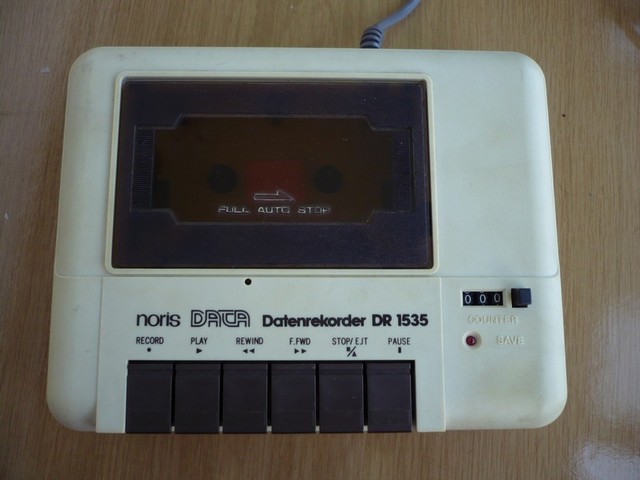 FULL AUTO STOP
noris DATA Datenrekorder DR 1535
000
COUNTER
SAVE
RECORD PLAY REWIND F.FWD STOP/EJT PAUSE